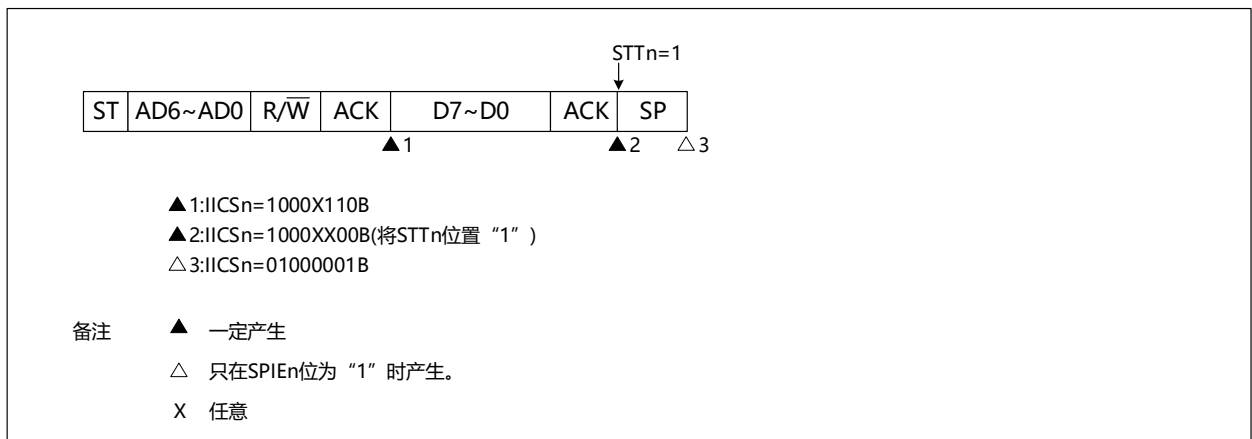 STTn=1
ST AD6~AD0 R/W̅ ACK D7~D0 ACK SP
▲1 ▲2 △3
▲1:IICSn=1000X110B
▲2:IICSn=1000XX00B(将STTn位置“1”)
△3:IICSn=01000001B
备注 ▲ 一定产生
△ 只在SPIEn位为“1”时产生。
X 任意